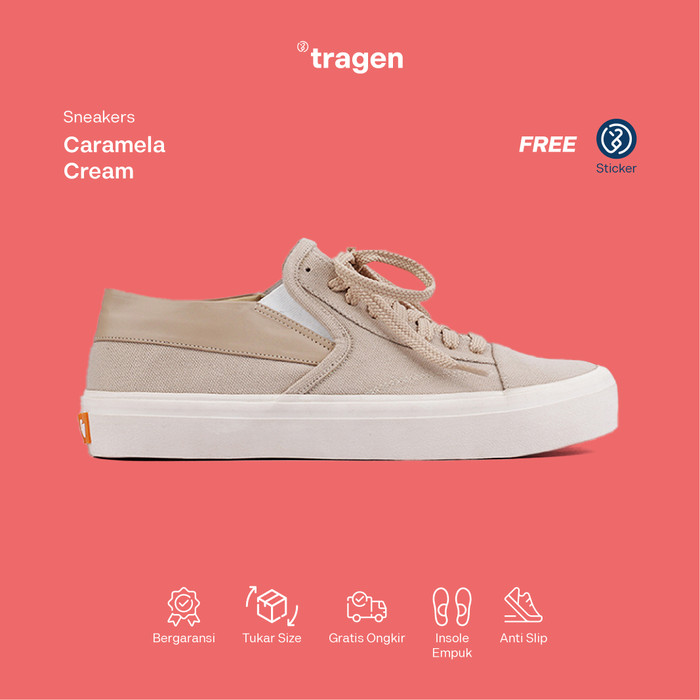 tragen
Sneakers
Caramela
Cream
FREE
Sticker
Bergaransi
Tukar Size
Gratis Ongkir
Insole
Empuk
Anti Slip